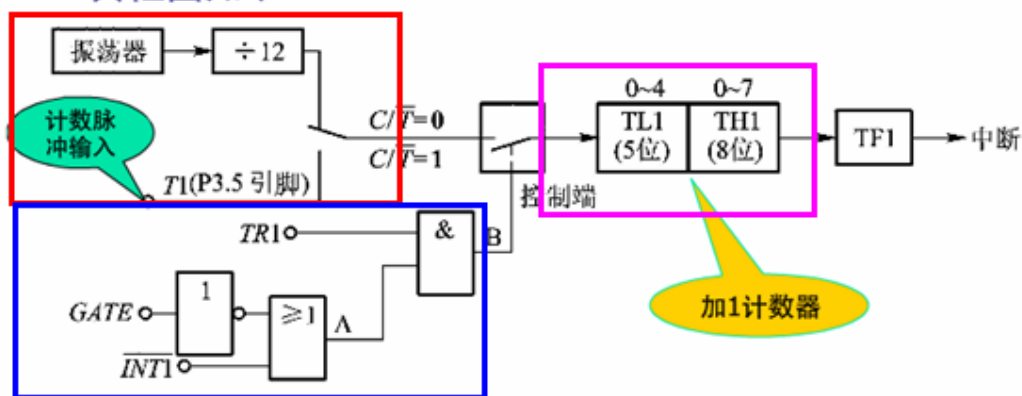 振荡器
÷12
计数脉
冲输入
C/T̅=0
C/T̅=1
T1(P3.5 引脚)
0~4
0~7
TL1
(5位)
TH1
(8位)
TF1
中断
控制端
TR1
&
B
GATE
1
≥1
A
I̅N̅T̅1̅
加1计数器